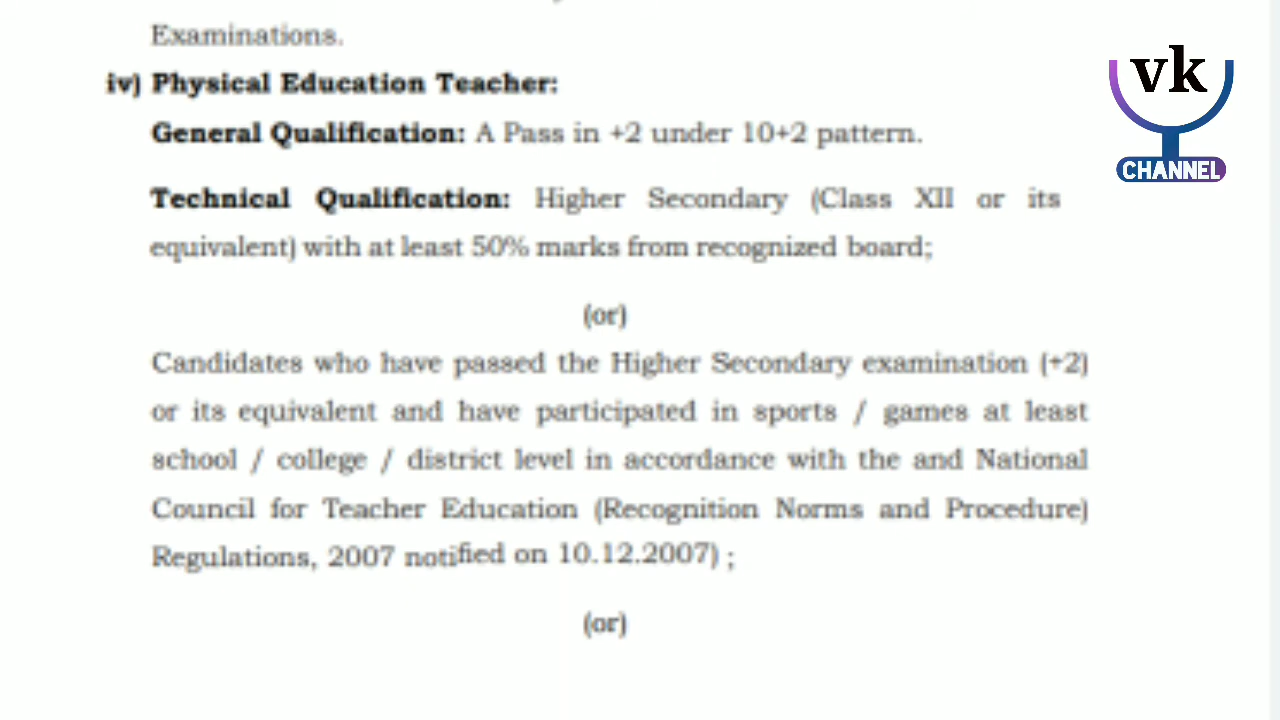 Examinations.
iv) Physical Education Teacher:
General Qualification: A Pass in +2 under 10+2 pattern.
Technical Qualification: Higher Secondary (Class XII or its
equivalent) with at least 50% marks from recognized board;
(or)
Candidates who have passed the Higher Secondary examination (+2)
or its equivalent and have participated in sports / games at least
school / college / district level in accordance with the and National
Council for Teacher Education (Recognition Norms and Procedure)
Regulations, 2007 notified on 10.12.2007) ;
(or)
vk
CHANNEL